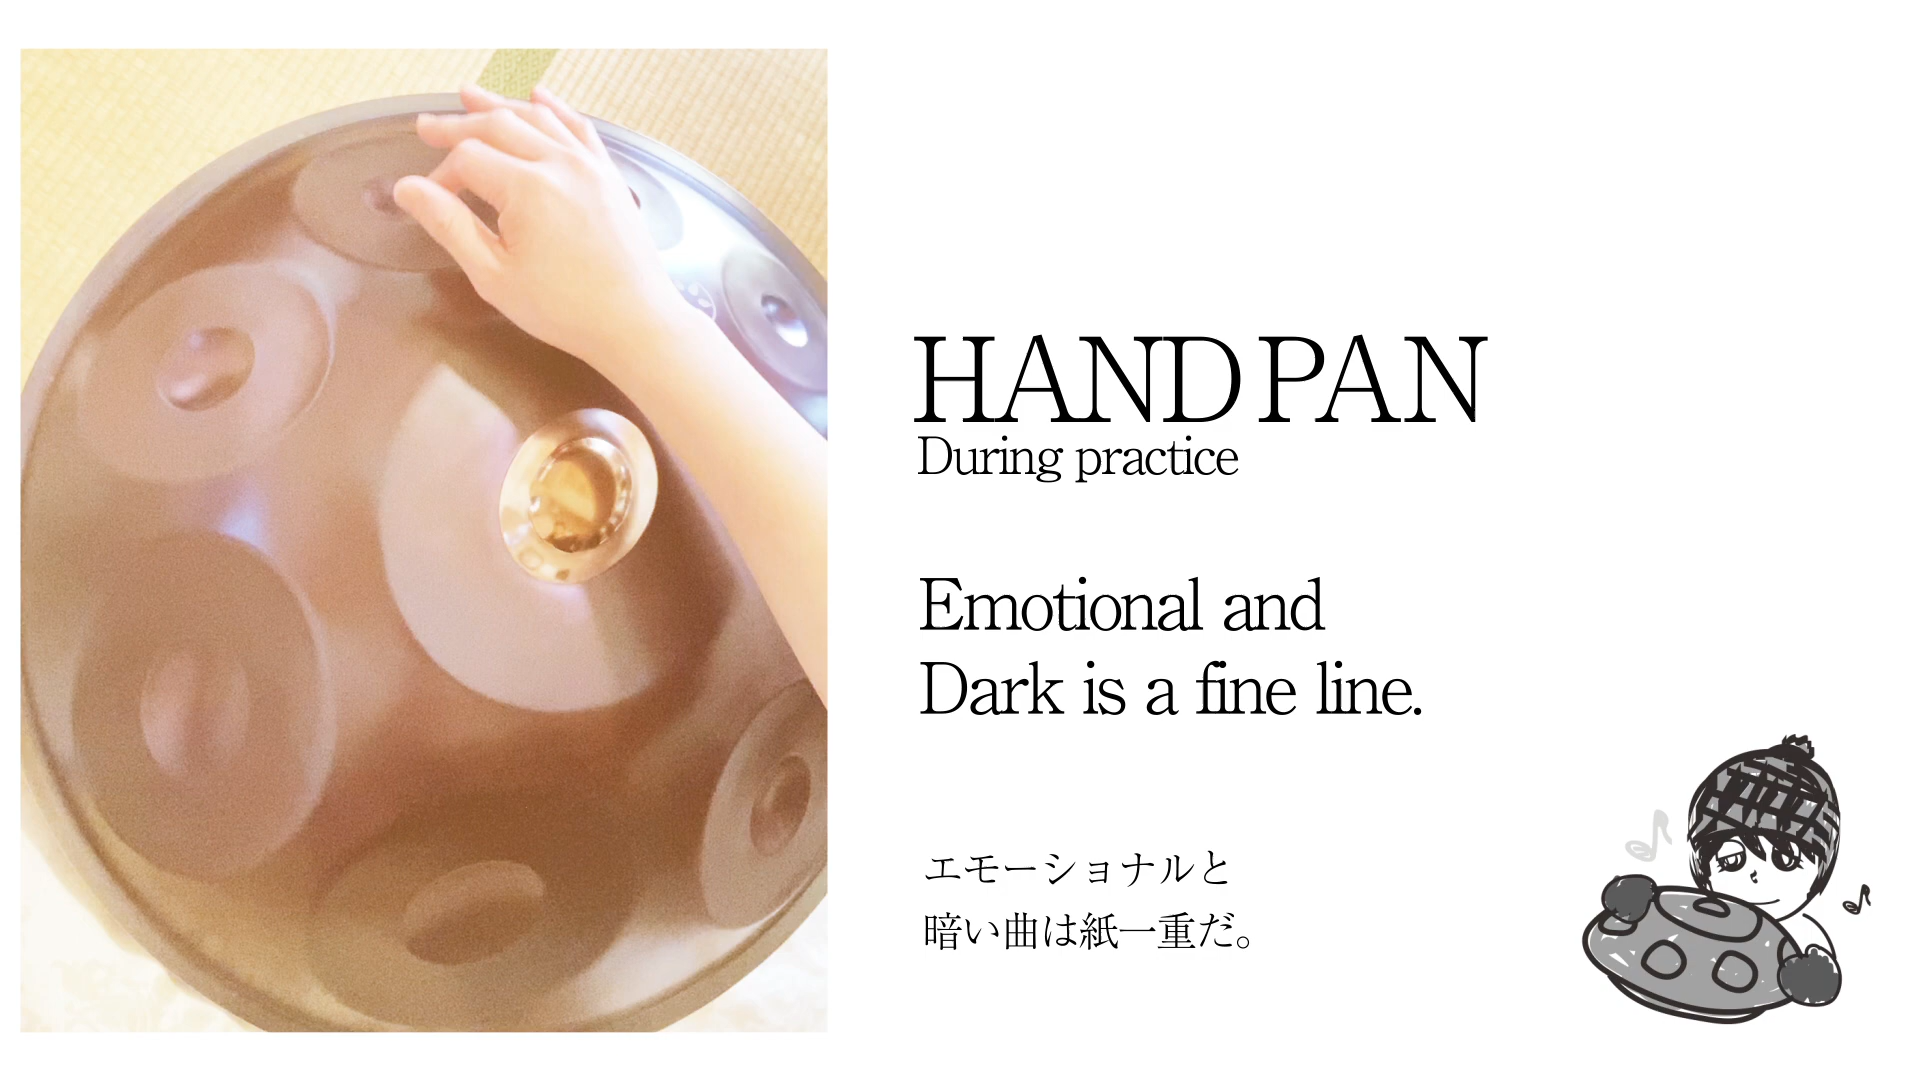 HAND PAN
During practice
Emotional and
Dark is a fine line.
エモーショナルと
暗い曲は紙一重だ。